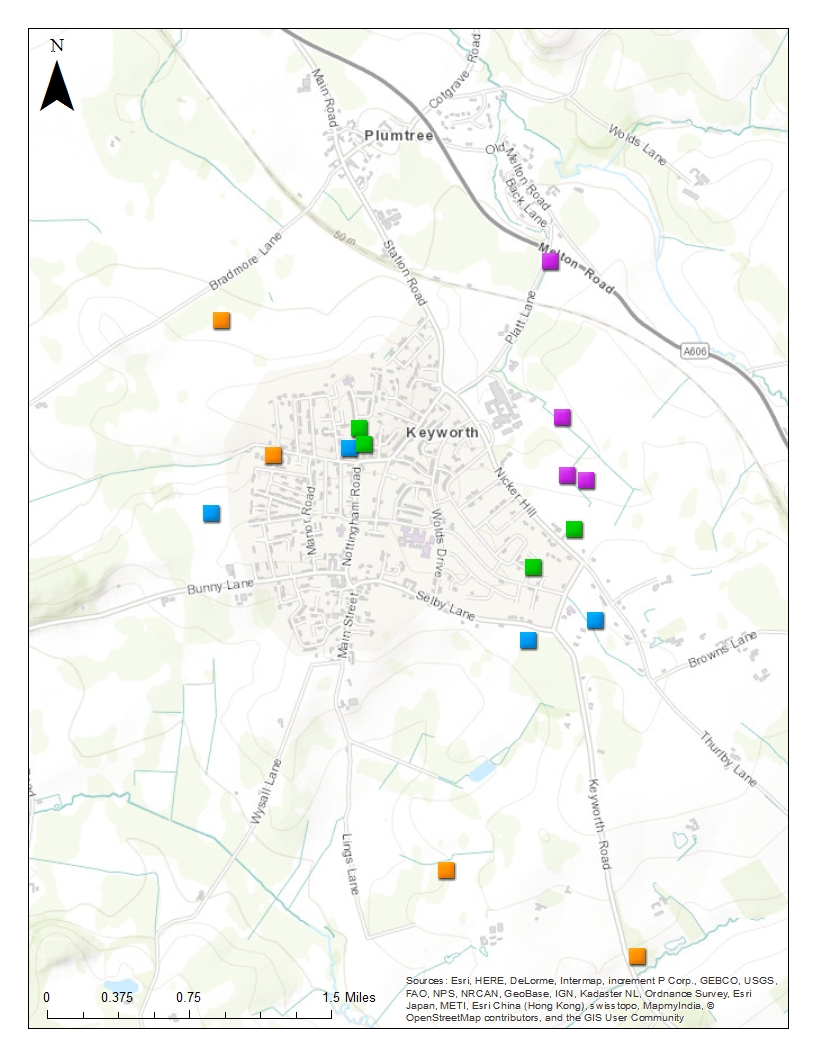 N
Main Road
Colgrave Road
Plumtree
Wolds Lane
Old Melton Road
Back Lane
Bradmore Lane
50 m
Station Road
Melton Road
Platt Lane
A606
Keyworth
Nicker Hill
Manor Road
Nottingham Road
Wolds Drive
Bunny Lane
Selby Lane
Main Street
Browns Lane
Thurlby Lane
Wysall Lane
Keyworth Road
Lings Lane
0 0.375 0.75 1.5 Miles
Sources: Esri, HERE, DeLorme, Intermap, increment P Corp., GEBCO, USGS,
FAO, NPS, NRCAN, GeoBase, IGN, Kadaster NL, Ordnance Survey, Esri
Japan, METI, Esri China (Hong Kong), swisstopo, MapmyIndia, ©
OpenStreetMap contributors, and the GIS User Community